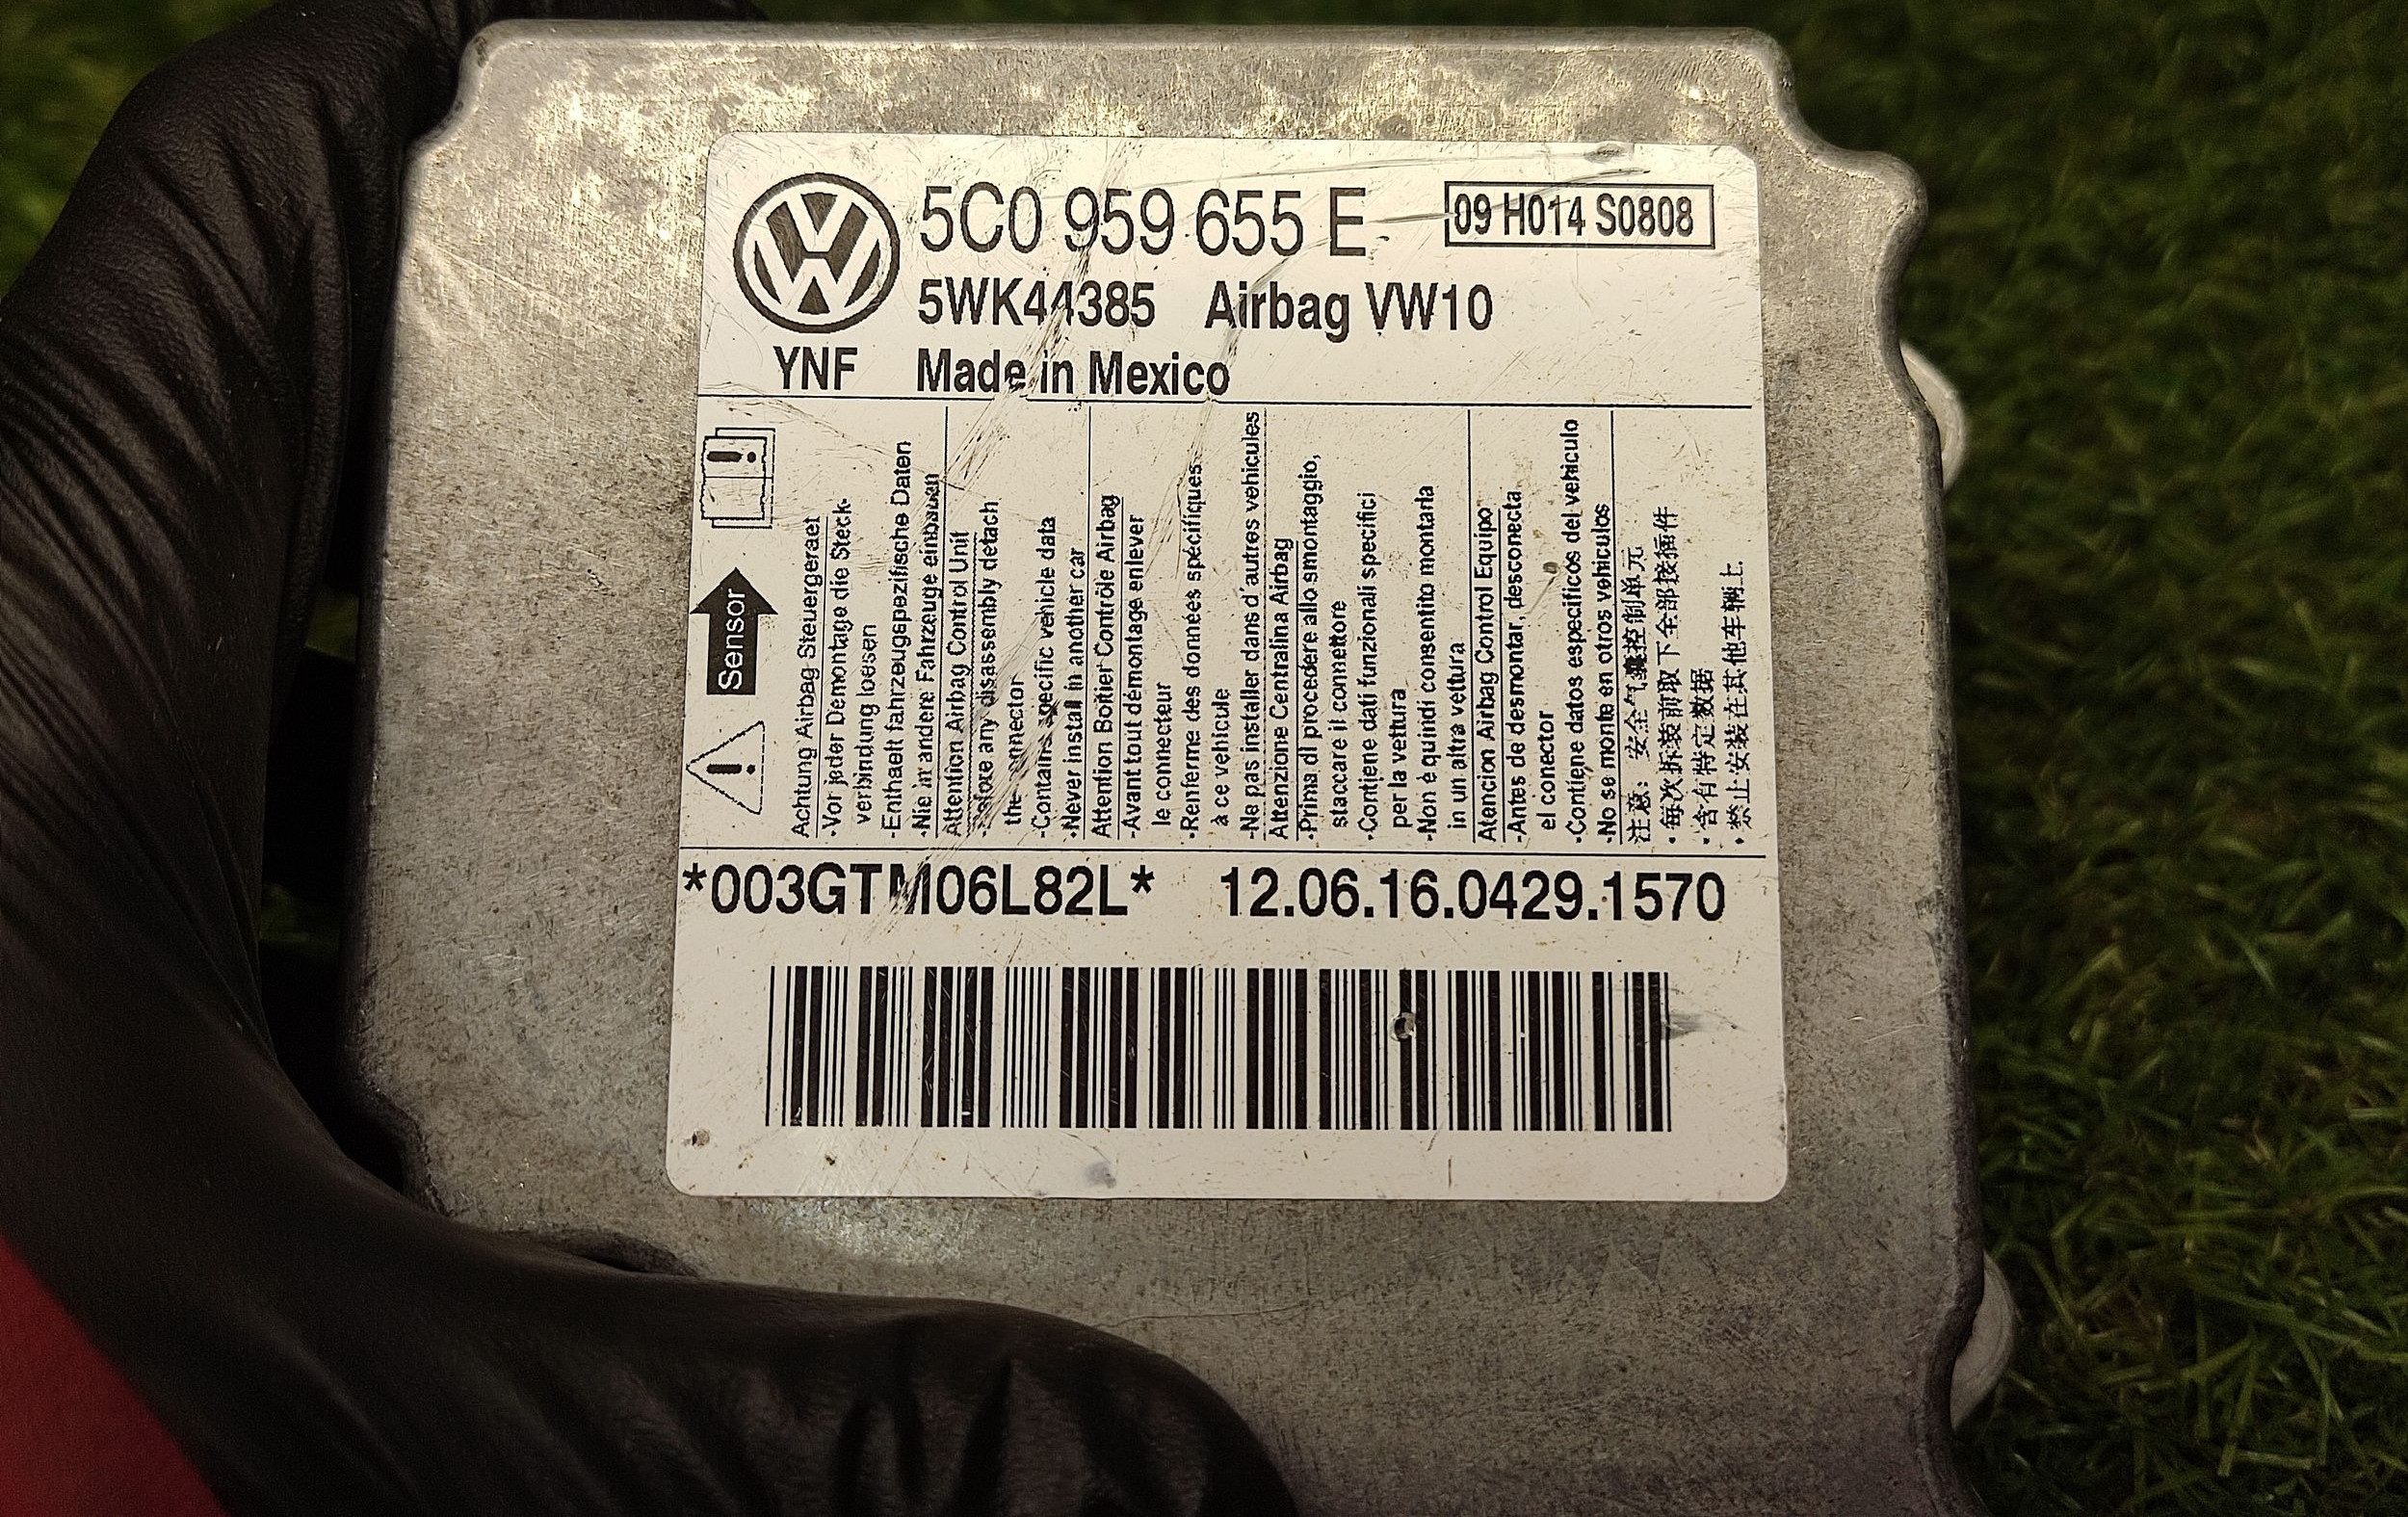 5C0 959 655 E
09 H014 S0808
5WK44385 Airbag VW10
YNF Made in Mexico
Sensor
Achtung Airbag Steuergeraet
-Vor jeder Demontage die Steck-
verbindung loesen
-Enthaelt fahrzeugspezifische Daten
-Nie in andere Fahrzeuge einbauen
Attention Airbag Control Unit
-Before any disassembly detach
the connector
-Contains specific vehicle data
-Never install in another car
Attention Boîtier Contrôle Airbag
-Avant tout démontage enlever
le connecteur
-Renferme des données spécifiques
à ce véhicule
-Ne pas installer dans d'autres véhicules
Attenzione Centralina Airbag
-Prima di procedere allo smontaggio,
staccare il connettore
-Contiene dati funzionali specifici
per la vettura
-Non è quindi consentito montarla
in un altra vettura
Atencion Airbag Control Equipo
-Antes de desmontar, desconecta
el conector
-Contiene datos especificos del vehiculo
-No se monte en otros vehiculos
注意：安全气囊控制单元
·每次拆装前取下全部接插件
·含有特定数据
·禁止安装在其他车辆上
*003GTM06L82L* 12.06.16.0429.1570